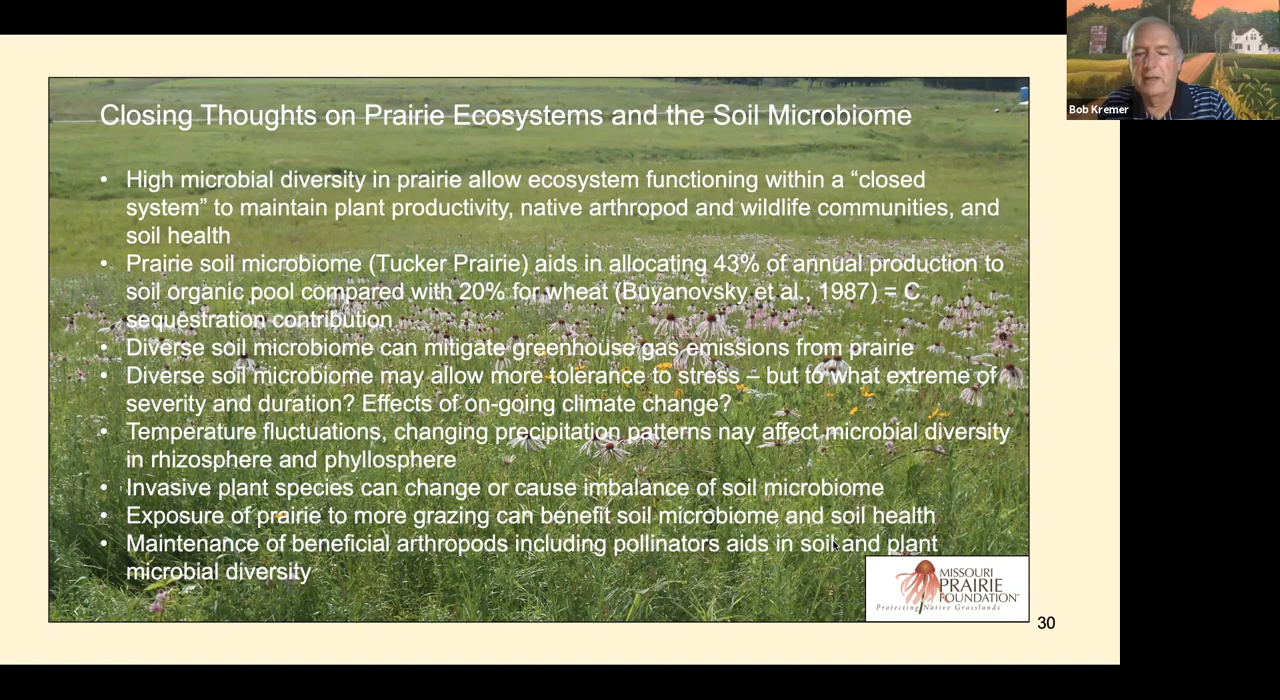 Bob Kremer
Closing Thoughts on Prairie Ecosystems and the Soil Microbiome
• High microbial diversity in prairie allow ecosystem functioning within a “closed
system” to maintain plant productivity, native arthropod and wildlife communities, and
soil health
• Prairie soil microbiome (Tucker Prairie) aids in allocating 43% of annual production to
soil organic pool compared with 20% for wheat (Buyanovsky et al., 1987) = C
sequestration contribution
• Diverse soil microbiome can mitigate greenhouse gas emissions from prairie
• Diverse soil microbiome may allow more tolerance to stress – but to what extreme of
severity and duration? Effects of on-going climate change?
• Temperature fluctuations, changing precipitation patterns nay affect microbial diversity
in rhizosphere and phyllosphere
• Invasive plant species can change or cause imbalance of soil microbiome
• Exposure of prairie to more grazing can benefit soil microbiome and soil health
• Maintenance of beneficial arthropods including pollinators aids in soil and plant
microbial diversity
MISSOURI
PRAIRIE
FOUNDATION
Protecting Native Grasslands
30